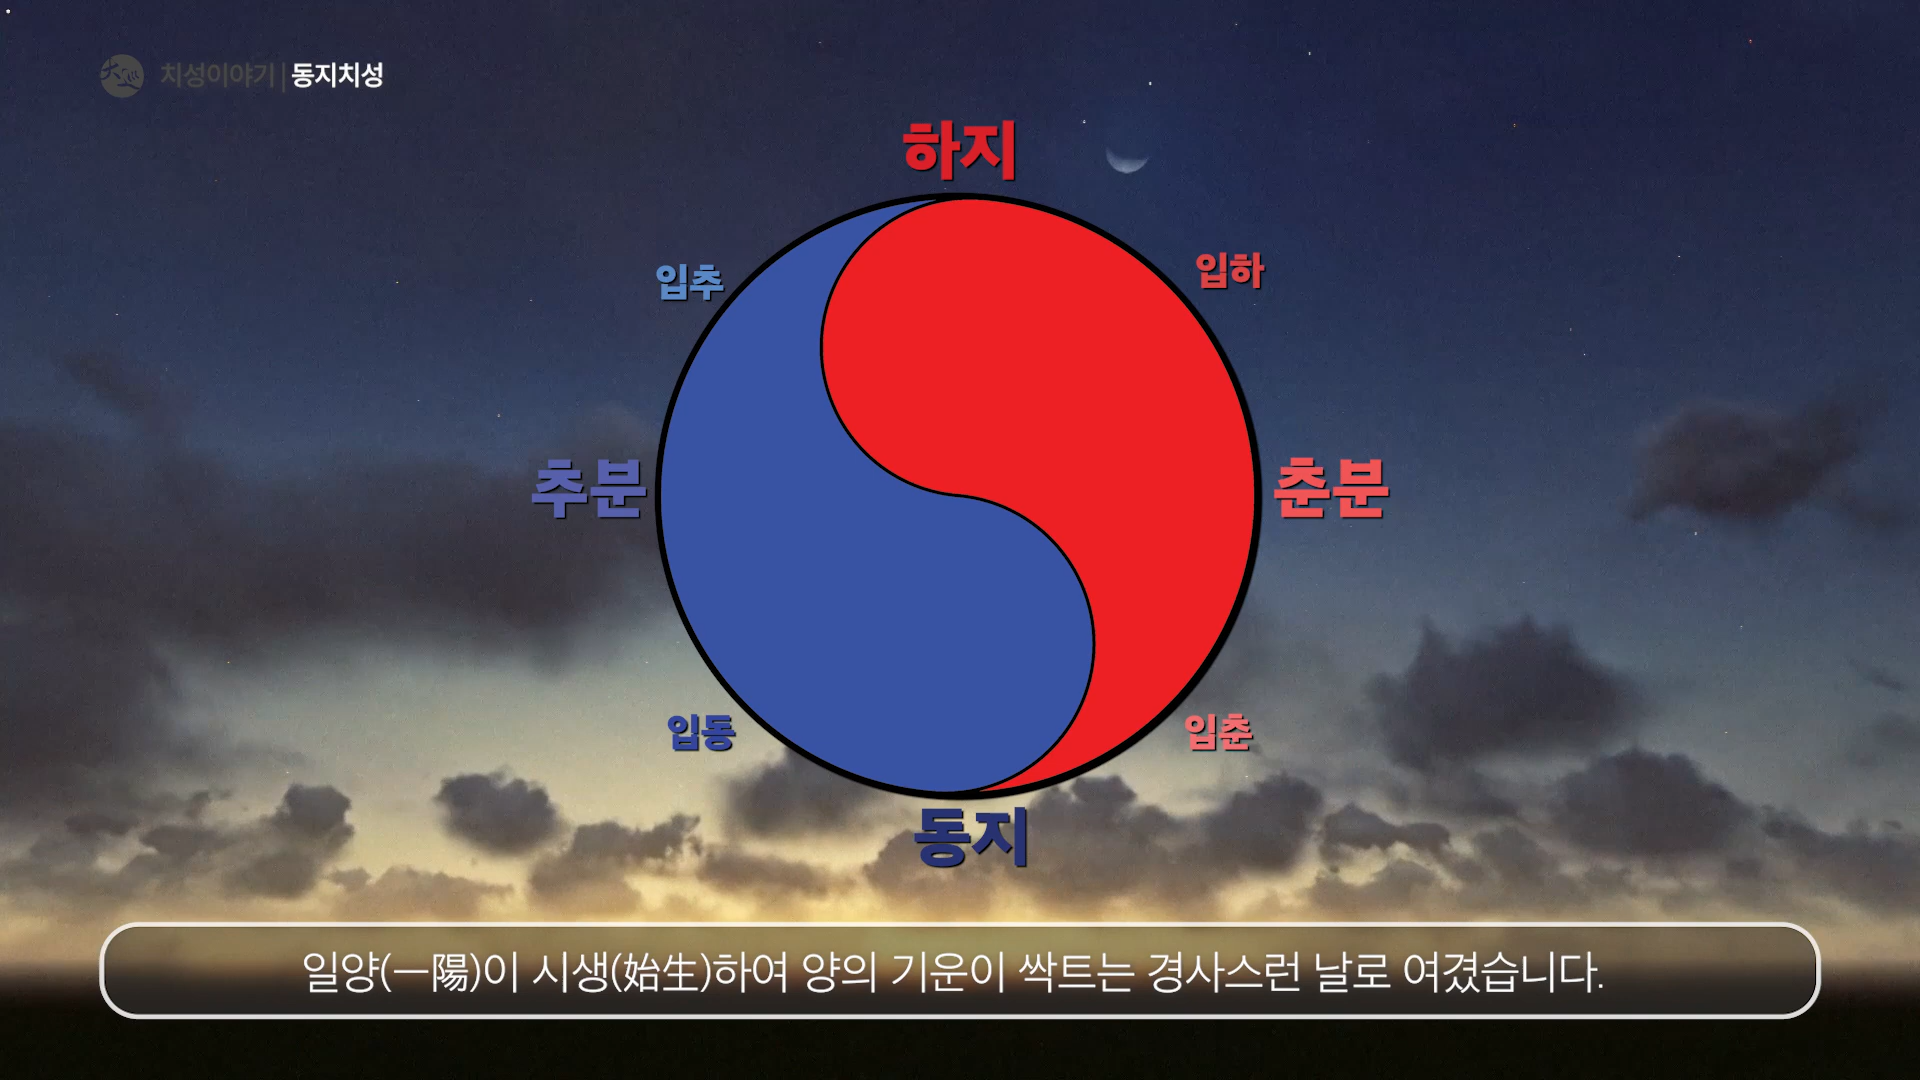 치성이야기 | 동지치성
하지
입추
입하
추분
춘분
입동
입춘
동지
일양(一陽)이 시생(始生)하여 양의 기운이 싹트는 경사스런 날로 여겼습니다.